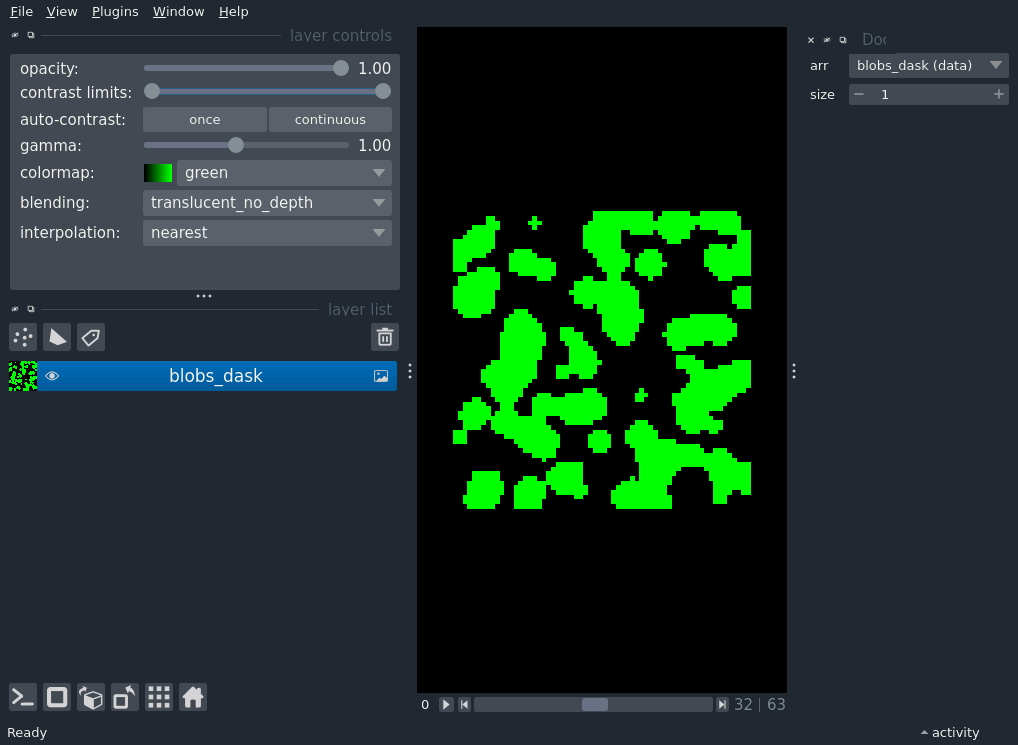 File View Plugins Window Help
layer controls
opacity: 1.00
contrast limits:
auto-contrast: once continuous
gamma: 1.00
colormap: green
blending: translucent_no_depth
interpolation: nearest
layer list
blobs_dask
0 32 | 63
arr blobs_dask (data)
size 1
Ready
activity